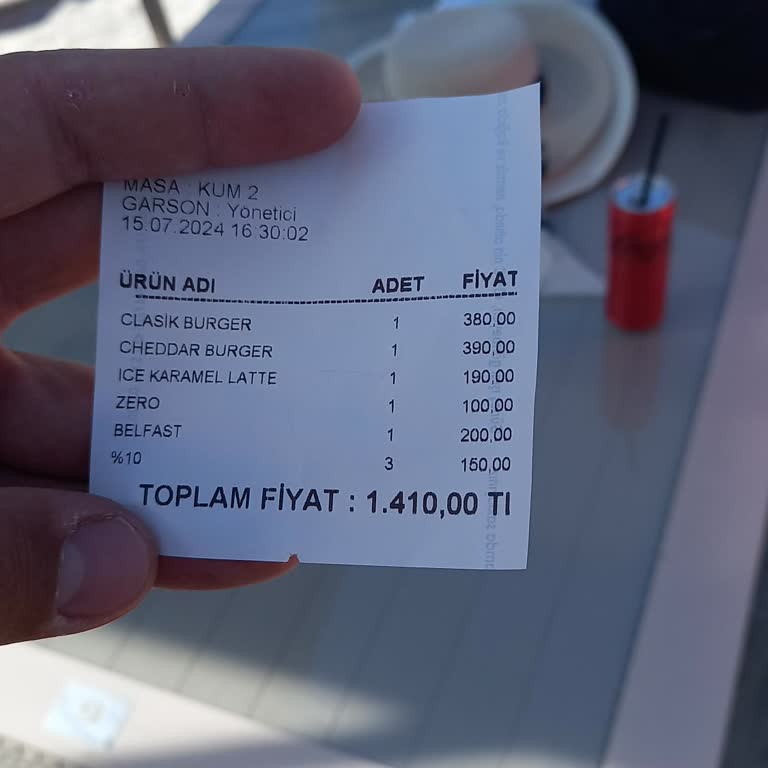 MASA : KUM 2
GARSON : Yönetici
15.07.2024 16:30:02
ÜRÜN ADI ADET FİYAT
CLASİK BURGER 1 380,00
CHEDDAR BURGER 1 390,00
ICE KARAMEL LATTE 1 190,00
ZERO 1 100,00
BELFAST 1 200,00
%10 3 150,00
TOPLAM FİYAT : 1.410,00 Tl